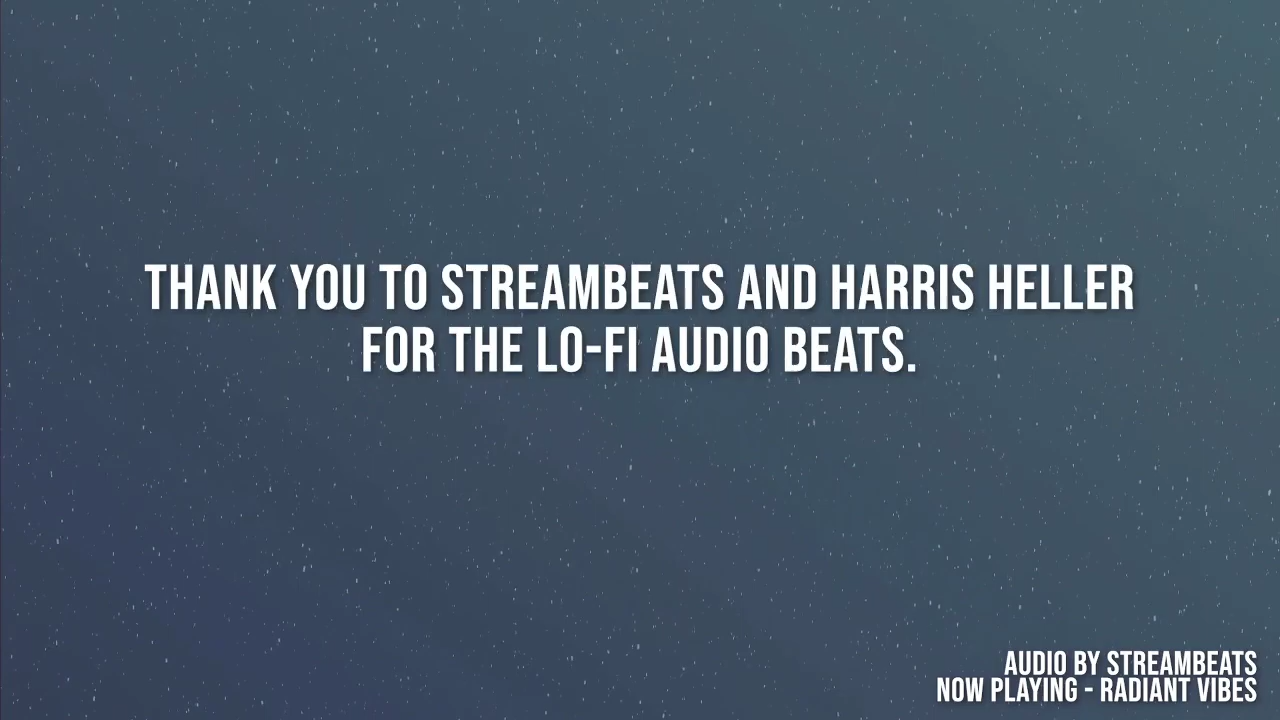 THANK YOU TO STREAMBEATS AND HARRIS HELLER
FOR THE LO-FI AUDIO BEATS.
AUDIO BY STREAMBEATS
NOW PLAYING - RADIANT VIBES